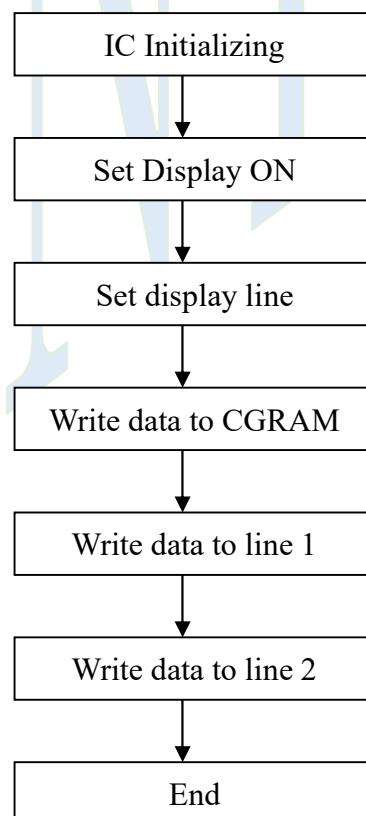 IC Initializing
Set Display ON
Set display line
Write data to CGRAM
Write data to line 1
Write data to line 2
End